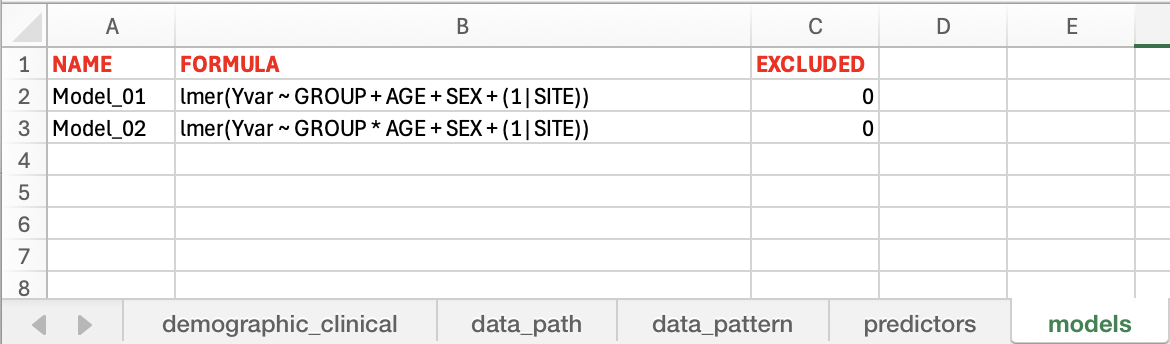 A B C D E
1 NAME FORMULA EXCLUDED
2 Model_01 lmer(Yvar ~ GROUP + AGE + SEX + (1|SITE)) 0
3 Model_02 lmer(Yvar ~ GROUP * AGE + SEX + (1|SITE)) 0
4
5
6
7
8
demographic_clinical data_path data_pattern predictors models